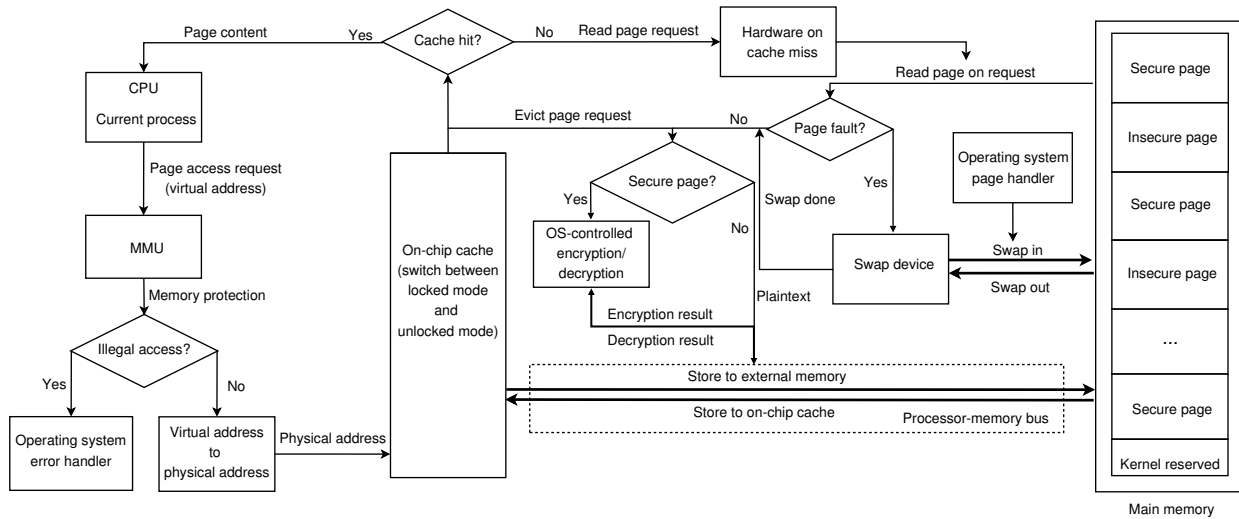 Page content
Yes
Cache hit?
No
Read page request
Hardware on
cache miss
Read page on request
CPU
Current process
Evict page request
No
Page fault?
Page access request
(virtual address)
Secure page?
Yes
No
Swap done
Yes
Operating system
page handler
MMU
On-chip cache
(switch between
locked mode
and
unlocked mode)
OS-controlled
encryption/
decryption
Swap device
Swap in
Swap out
Memory protection
Plaintext
Encryption result
Decryption result
Illegal access?
Yes
No
Operating system
error handler
Virtual address
to
physical address
Physical address
Store to external memory
Store to on-chip cache
Processor-memory bus
Secure page
Insecure page
Secure page
Insecure page
...
Secure page
Kernel reserved
Main memory